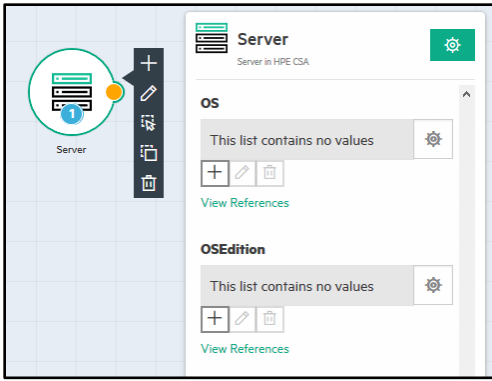 Server
Server in HPE CSA
1
Server
OS
This list contains no values
View References
OSEdition
This list contains no values
View References